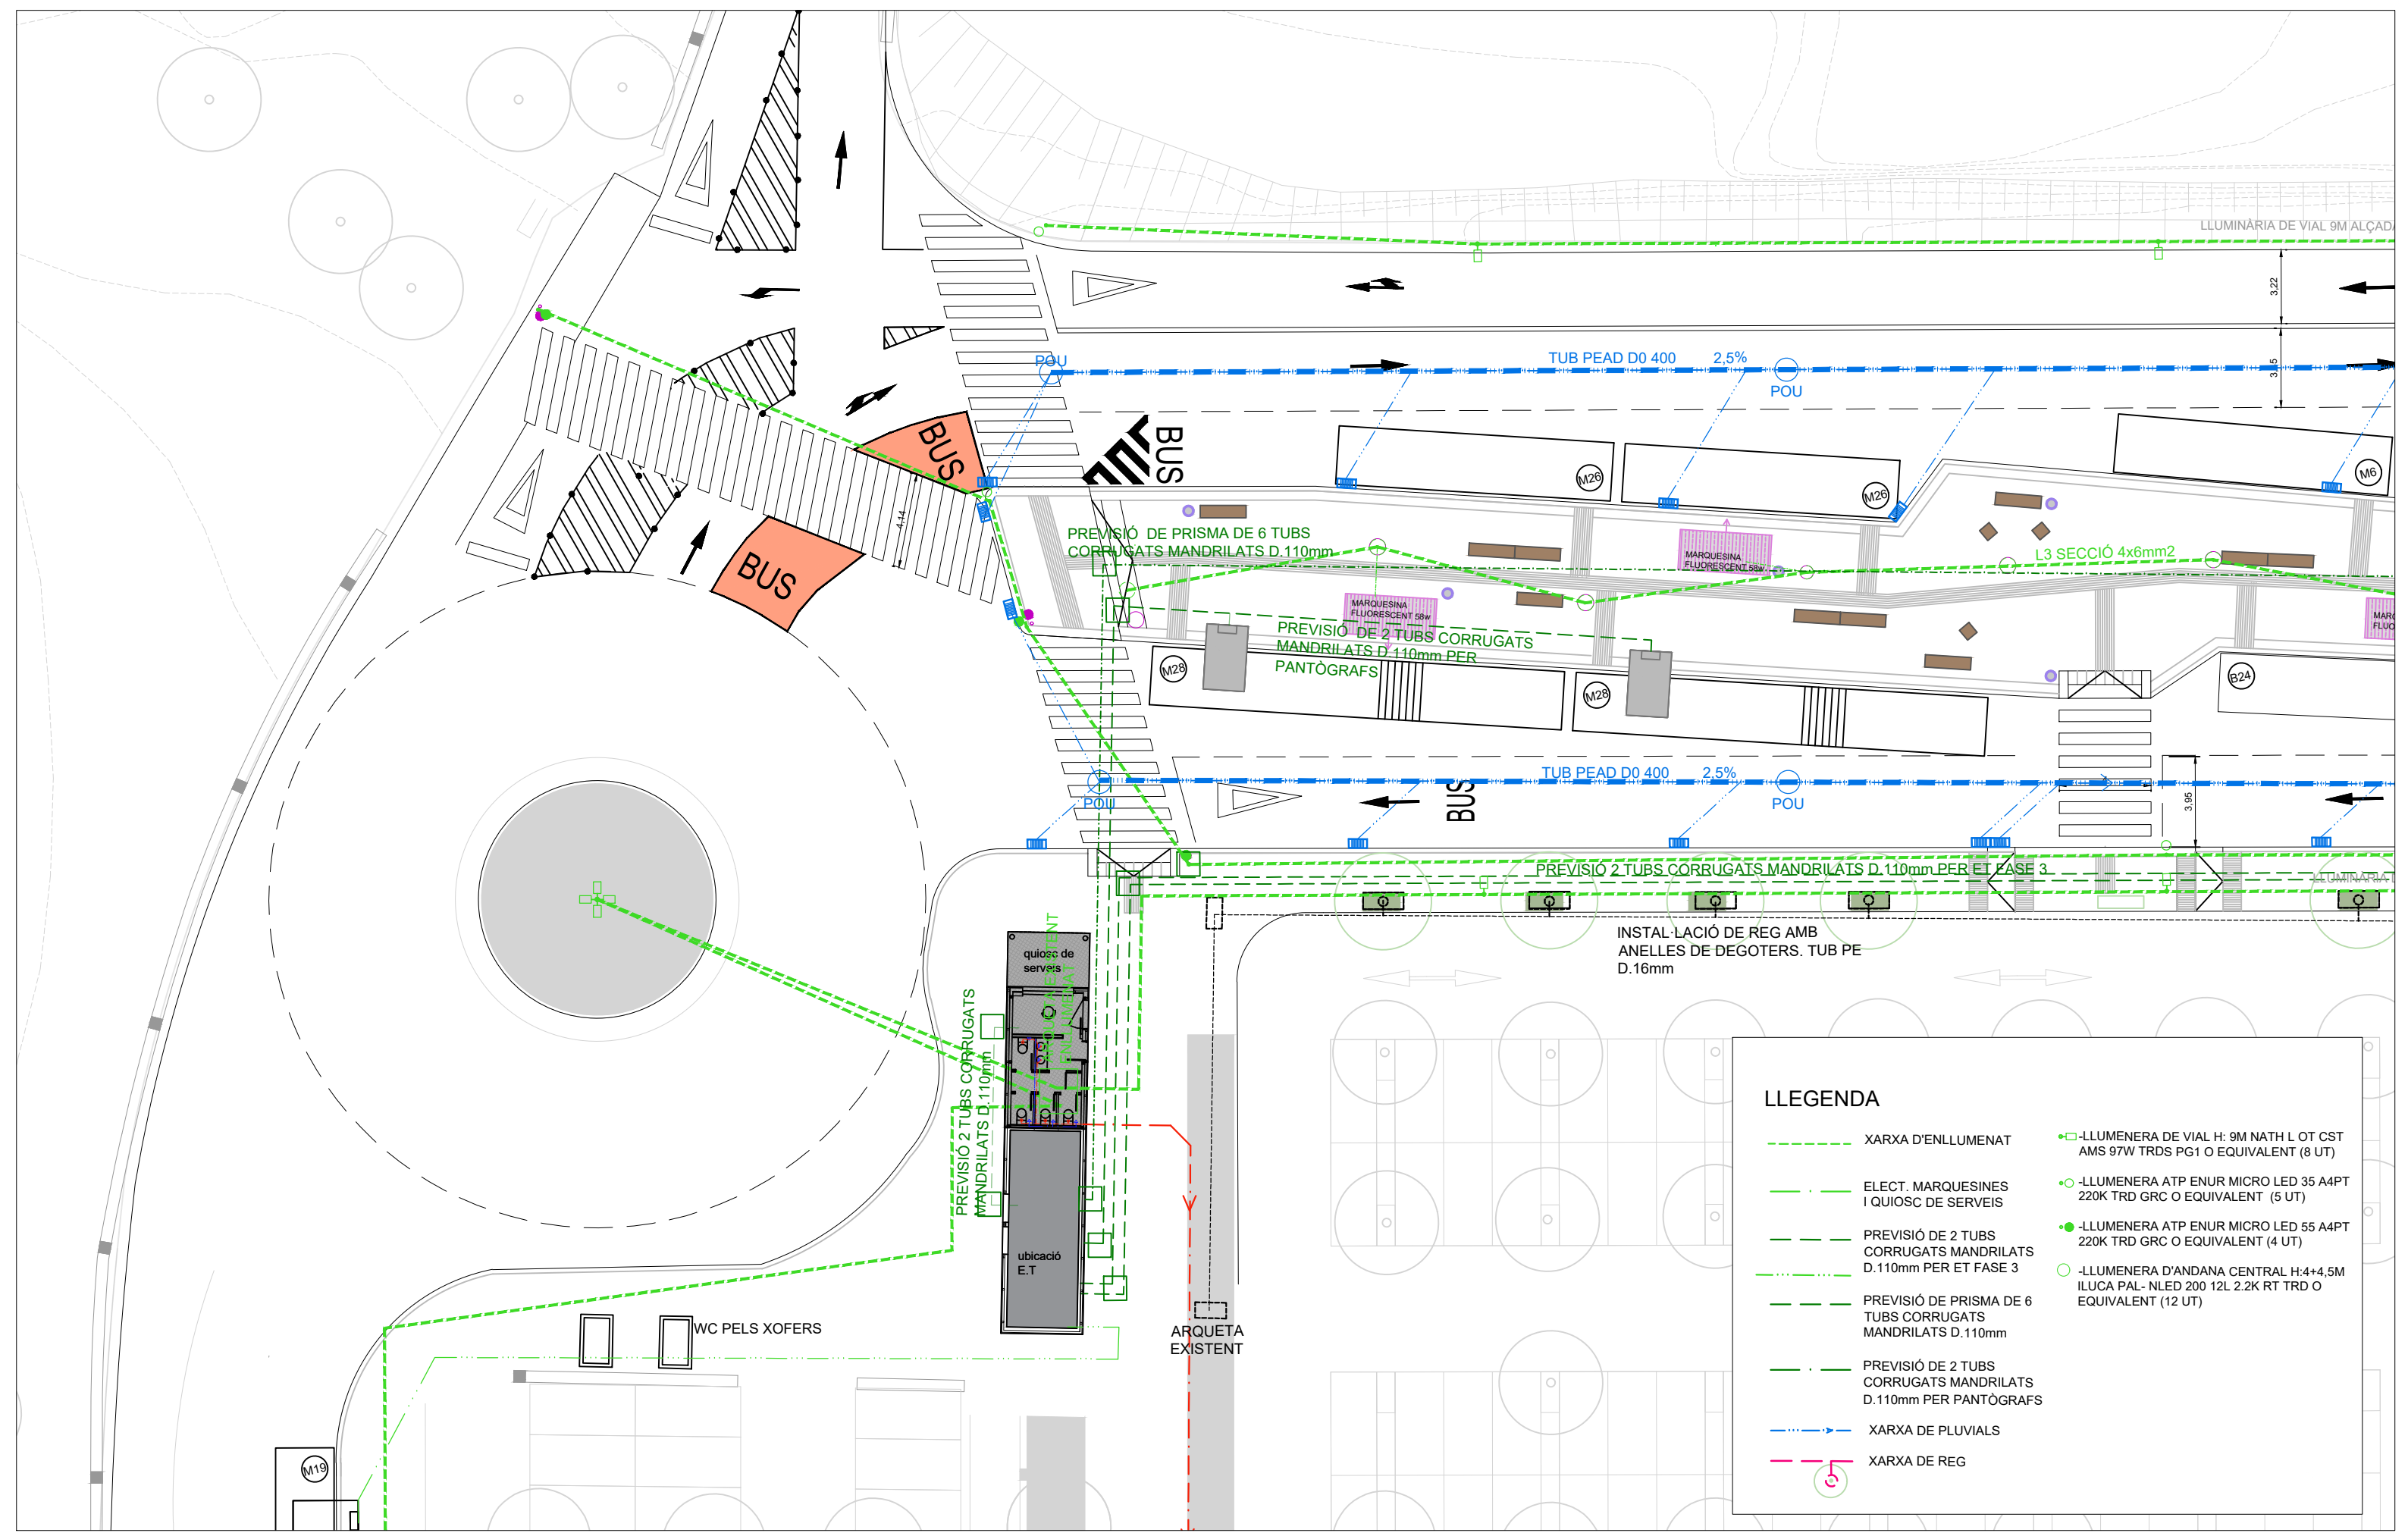 LLUMINÀRIA DE VIAL 9M ALÇADA
3,22
POU
TUB PEAD D0 400 2,5%
POU
BUS
BUS
M26
M26
M6
4,14
BUS
PREVISIÓ DE PRISMA DE 6 TUBS
CORRUGATS MANDRILATS D.110mm
MARQUESINA
FLUORESCENT 58w
L3 SECCIÓ 4x6mm2
MARQUESINA
FLUORESCENT 58w
PREVISIÓ DE 2 TUBS CORRUGATS
MANDRILATS D.110mm PER
PANTÒGRAFS
M28
M28
B24
TUB PEAD D0 400 2,5%
POU
POU
BUS
3,95
PREVISIÓ 2 TUBS CORRUGATS MANDRILATS D.110mm PER ET FASE 3
INSTAL·LACIÓ DE REG AMB
ANELLES DE DEGOTERS. TUB PE
D.16mm
quiosc de
serveis
PREVISIÓ 2 TUBS CORRUGATS
MANDRILATS D.110mm
ubicació
E.T
WC PELS XOFERS
ARQUETA
EXISTENT
M19
LLEGENDA
XARXA D'ENLLUMENAT
ELECT. MARQUESINES
I QUIOSC DE SERVEIS
PREVISIÓ DE 2 TUBS
CORRUGATS MANDRILATS
D.110mm PER ET FASE 3
PREVISIÓ DE PRISMA DE 6
TUBS CORRUGATS
MANDRILATS D.110mm
PREVISIÓ DE 2 TUBS
CORRUGATS MANDRILATS
D.110mm PER PANTÒGRAFS
XARXA DE PLUVIALS
XARXA DE REG
-LLUMENERA DE VIAL H: 9M NATH L OT CST
AMS 97W TRDS PG1 O EQUIVALENT (8 UT)
-LLUMENERA ATP ENUR MICRO LED 35 A4PT
220K TRD GRC O EQUIVALENT (5 UT)
-LLUMENERA ATP ENUR MICRO LED 55 A4PT
220K TRD GRC O EQUIVALENT (4 UT)
-LLUMENERA D'ANDANA CENTRAL H:4+4,5M
ILUCA PAL- NLED 200 12L 2.2K RT TRD O
EQUIVALENT (12 UT)